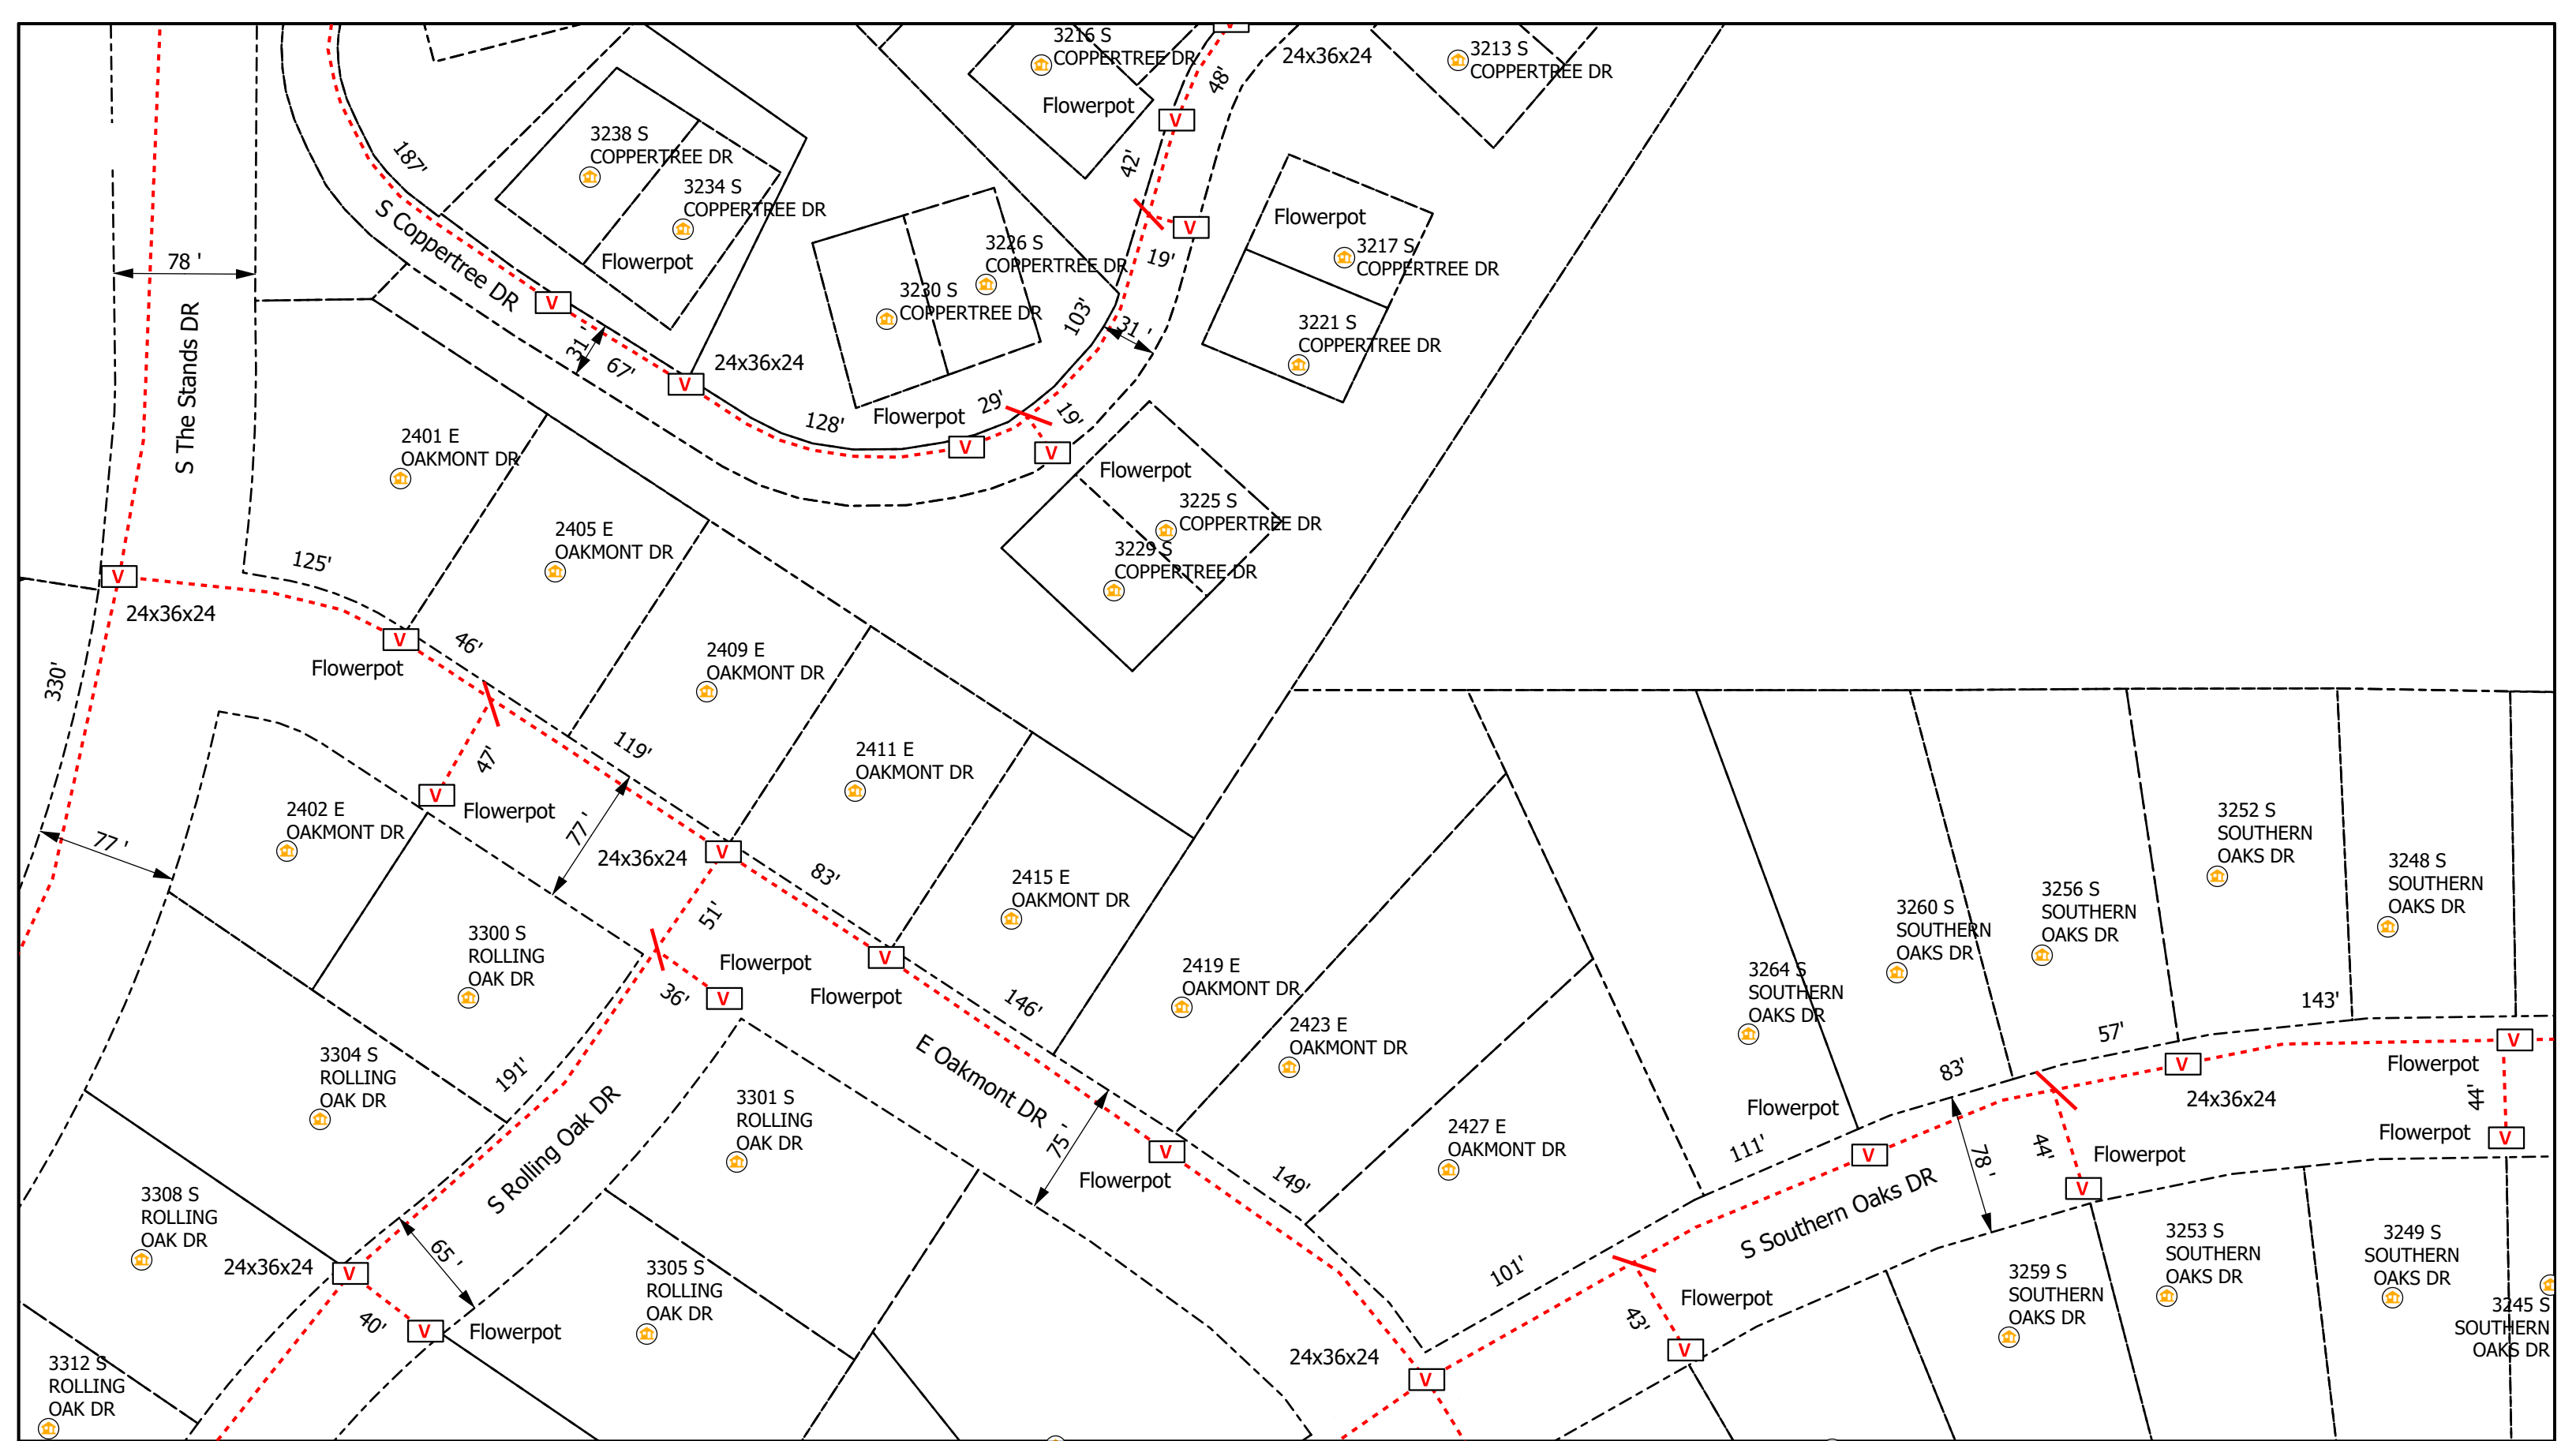 3216 S
COPPERTREE DR
Flowerpot
V
48'
24x36x24
3213 S
COPPERTREE DR
V
42'
187'
3238 S
COPPERTREE DR
3234 S
COPPERTREE DR
Flowerpot
S Coppertree DR
V
19'
Flowerpot
3217 S
COPPERTREE DR
3221 S
COPPERTREE DR
78 '
S The Stands DR
3226 S
COPPERTREE DR
3230 S
COPPERTREE DR
V
31 '
67'
V
24x36x24
103'
31 '
128'
Flowerpot
29'
19'
V
V
Flowerpot
3225 S
COPPERTREE DR
3229 S
COPPERTREE DR
2401 E
OAKMONT DR
2405 E
OAKMONT DR
125'
V
24x36x24
V
Flowerpot
46'
330'
2409 E
OAKMONT DR
119'
47'
V
Flowerpot
77 '
2411 E
OAKMONT DR
2402 E
OAKMONT DR
77 '
24x36x24
V
83'
2415 E
OAKMONT DR
51'
Flowerpot
V
Flowerpot
36'
V
3300 S
ROLLING
OAK DR
146'
2419 E
OAKMONT DR
2423 E
OAKMONT DR
3304 S
ROLLING
OAK DR
191'
S Rolling Oak DR
3301 S
ROLLING
OAK DR
E Oakmont DR
75 '
V
Flowerpot
149'
2427 E
OAKMONT DR
3308 S
ROLLING
OAK DR
24x36x24
V
65 '
40'
V
Flowerpot
3305 S
ROLLING
OAK DR
3312 S
ROLLING
OAK DR
24x36x24
V
101'
43'
V
Flowerpot
111'
S Southern Oaks DR
3264 S
SOUTHERN
OAKS DR
Flowerpot
V
3260 S
SOUTHERN
OAKS DR
3256 S
SOUTHERN
OAKS DR
3252 S
SOUTHERN
OAKS DR
3248 S
SOUTHERN
OAKS DR
83'
57'
143'
78 '
44'
V
Flowerpot
V
24x36x24
V
Flowerpot
44'
Flowerpot
V
3259 S
SOUTHERN
OAKS DR
3253 S
SOUTHERN
OAKS DR
3249 S
SOUTHERN
OAKS DR
3245 S
SOUTHERN
OAKS DR